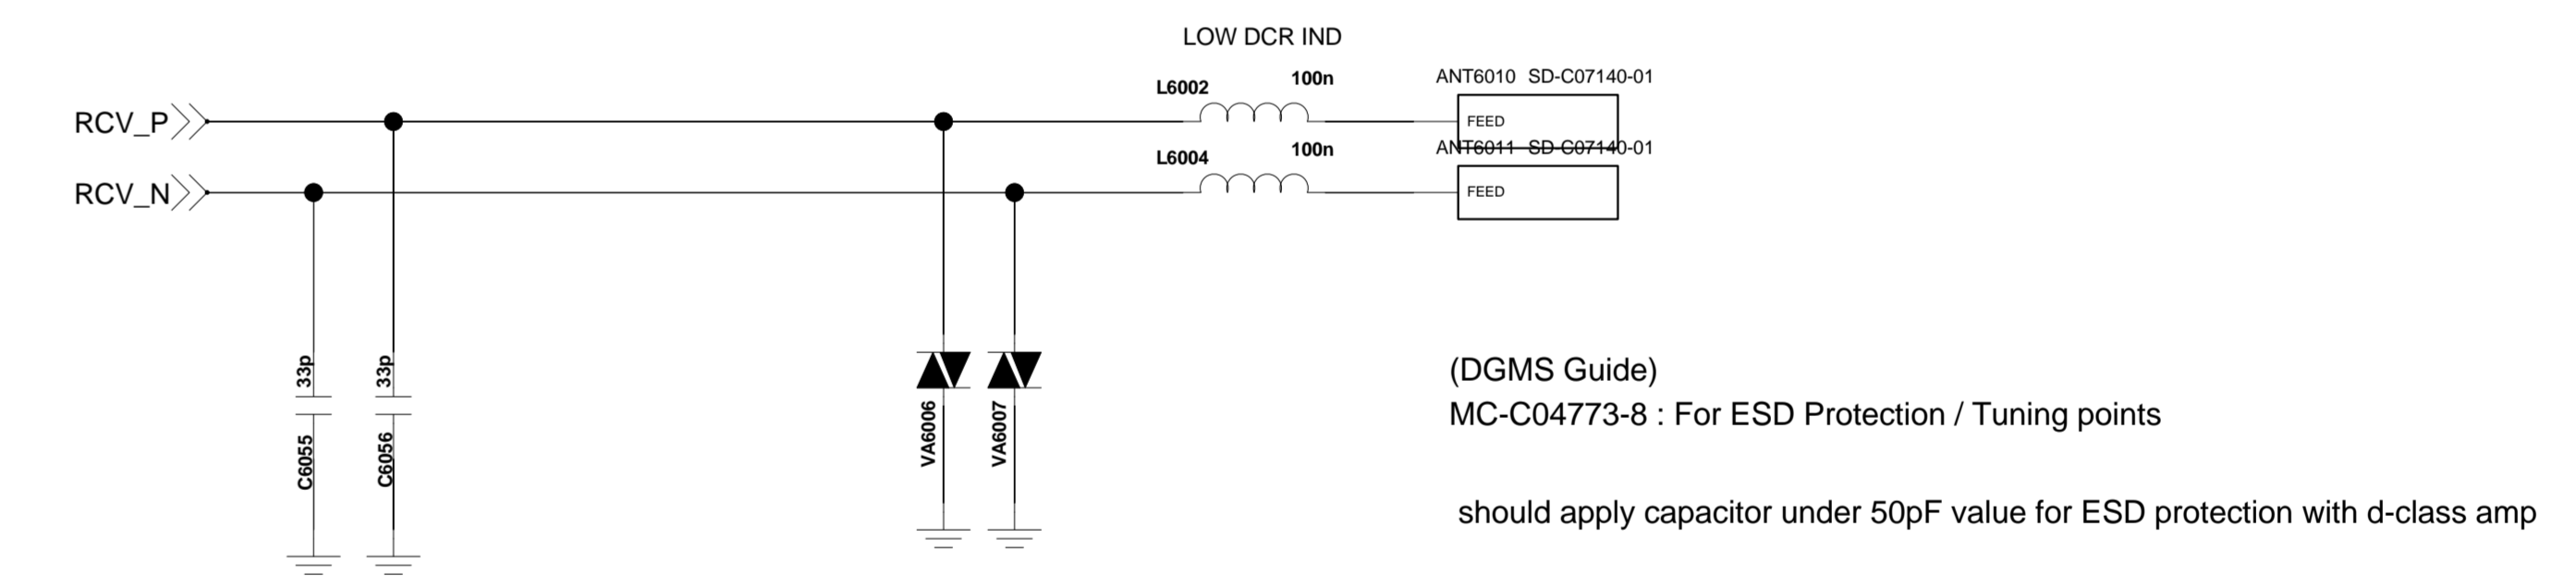 LOW DCR IND
L6002 100n
ANT6010 SD-C07140-01
RCV_P
FEED
L6004 100n
ANT6011 SD-C07140-01
RCV_N
FEED
33p 33p
C6055 C6056
VA6006 VA6007
(DGMS Guide)
MC-C04773-8 : For ESD Protection / Tuning points
should apply capacitor under 50pF value for ESD protection with d-class amp